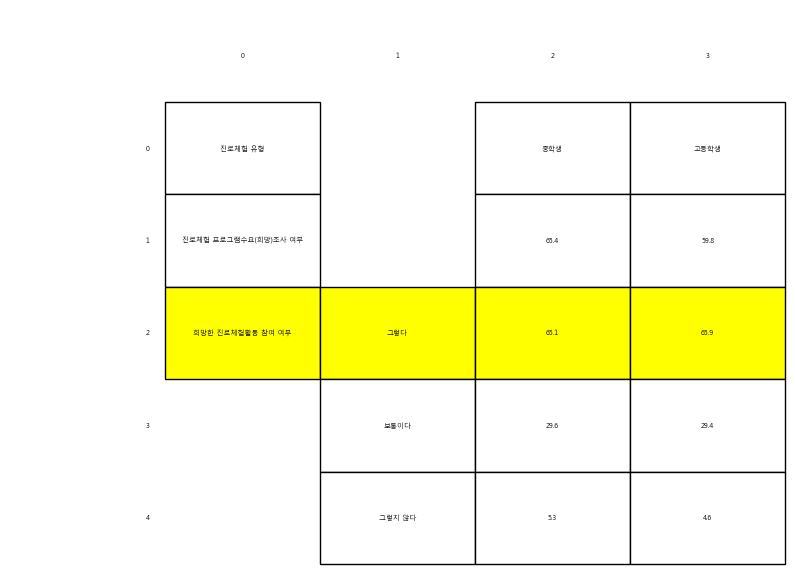 0 1 2 3
0 진로체험 유형 중학생 고등학생
1 진로체험 프로그램수요(희망)조사 여부 65.4 59.8
2 희망한 진로체험활동 참여 여부 그렇다 65.1 65.9
3 보통이다 29.6 29.4
4 그렇지 않다 5.3 4.6